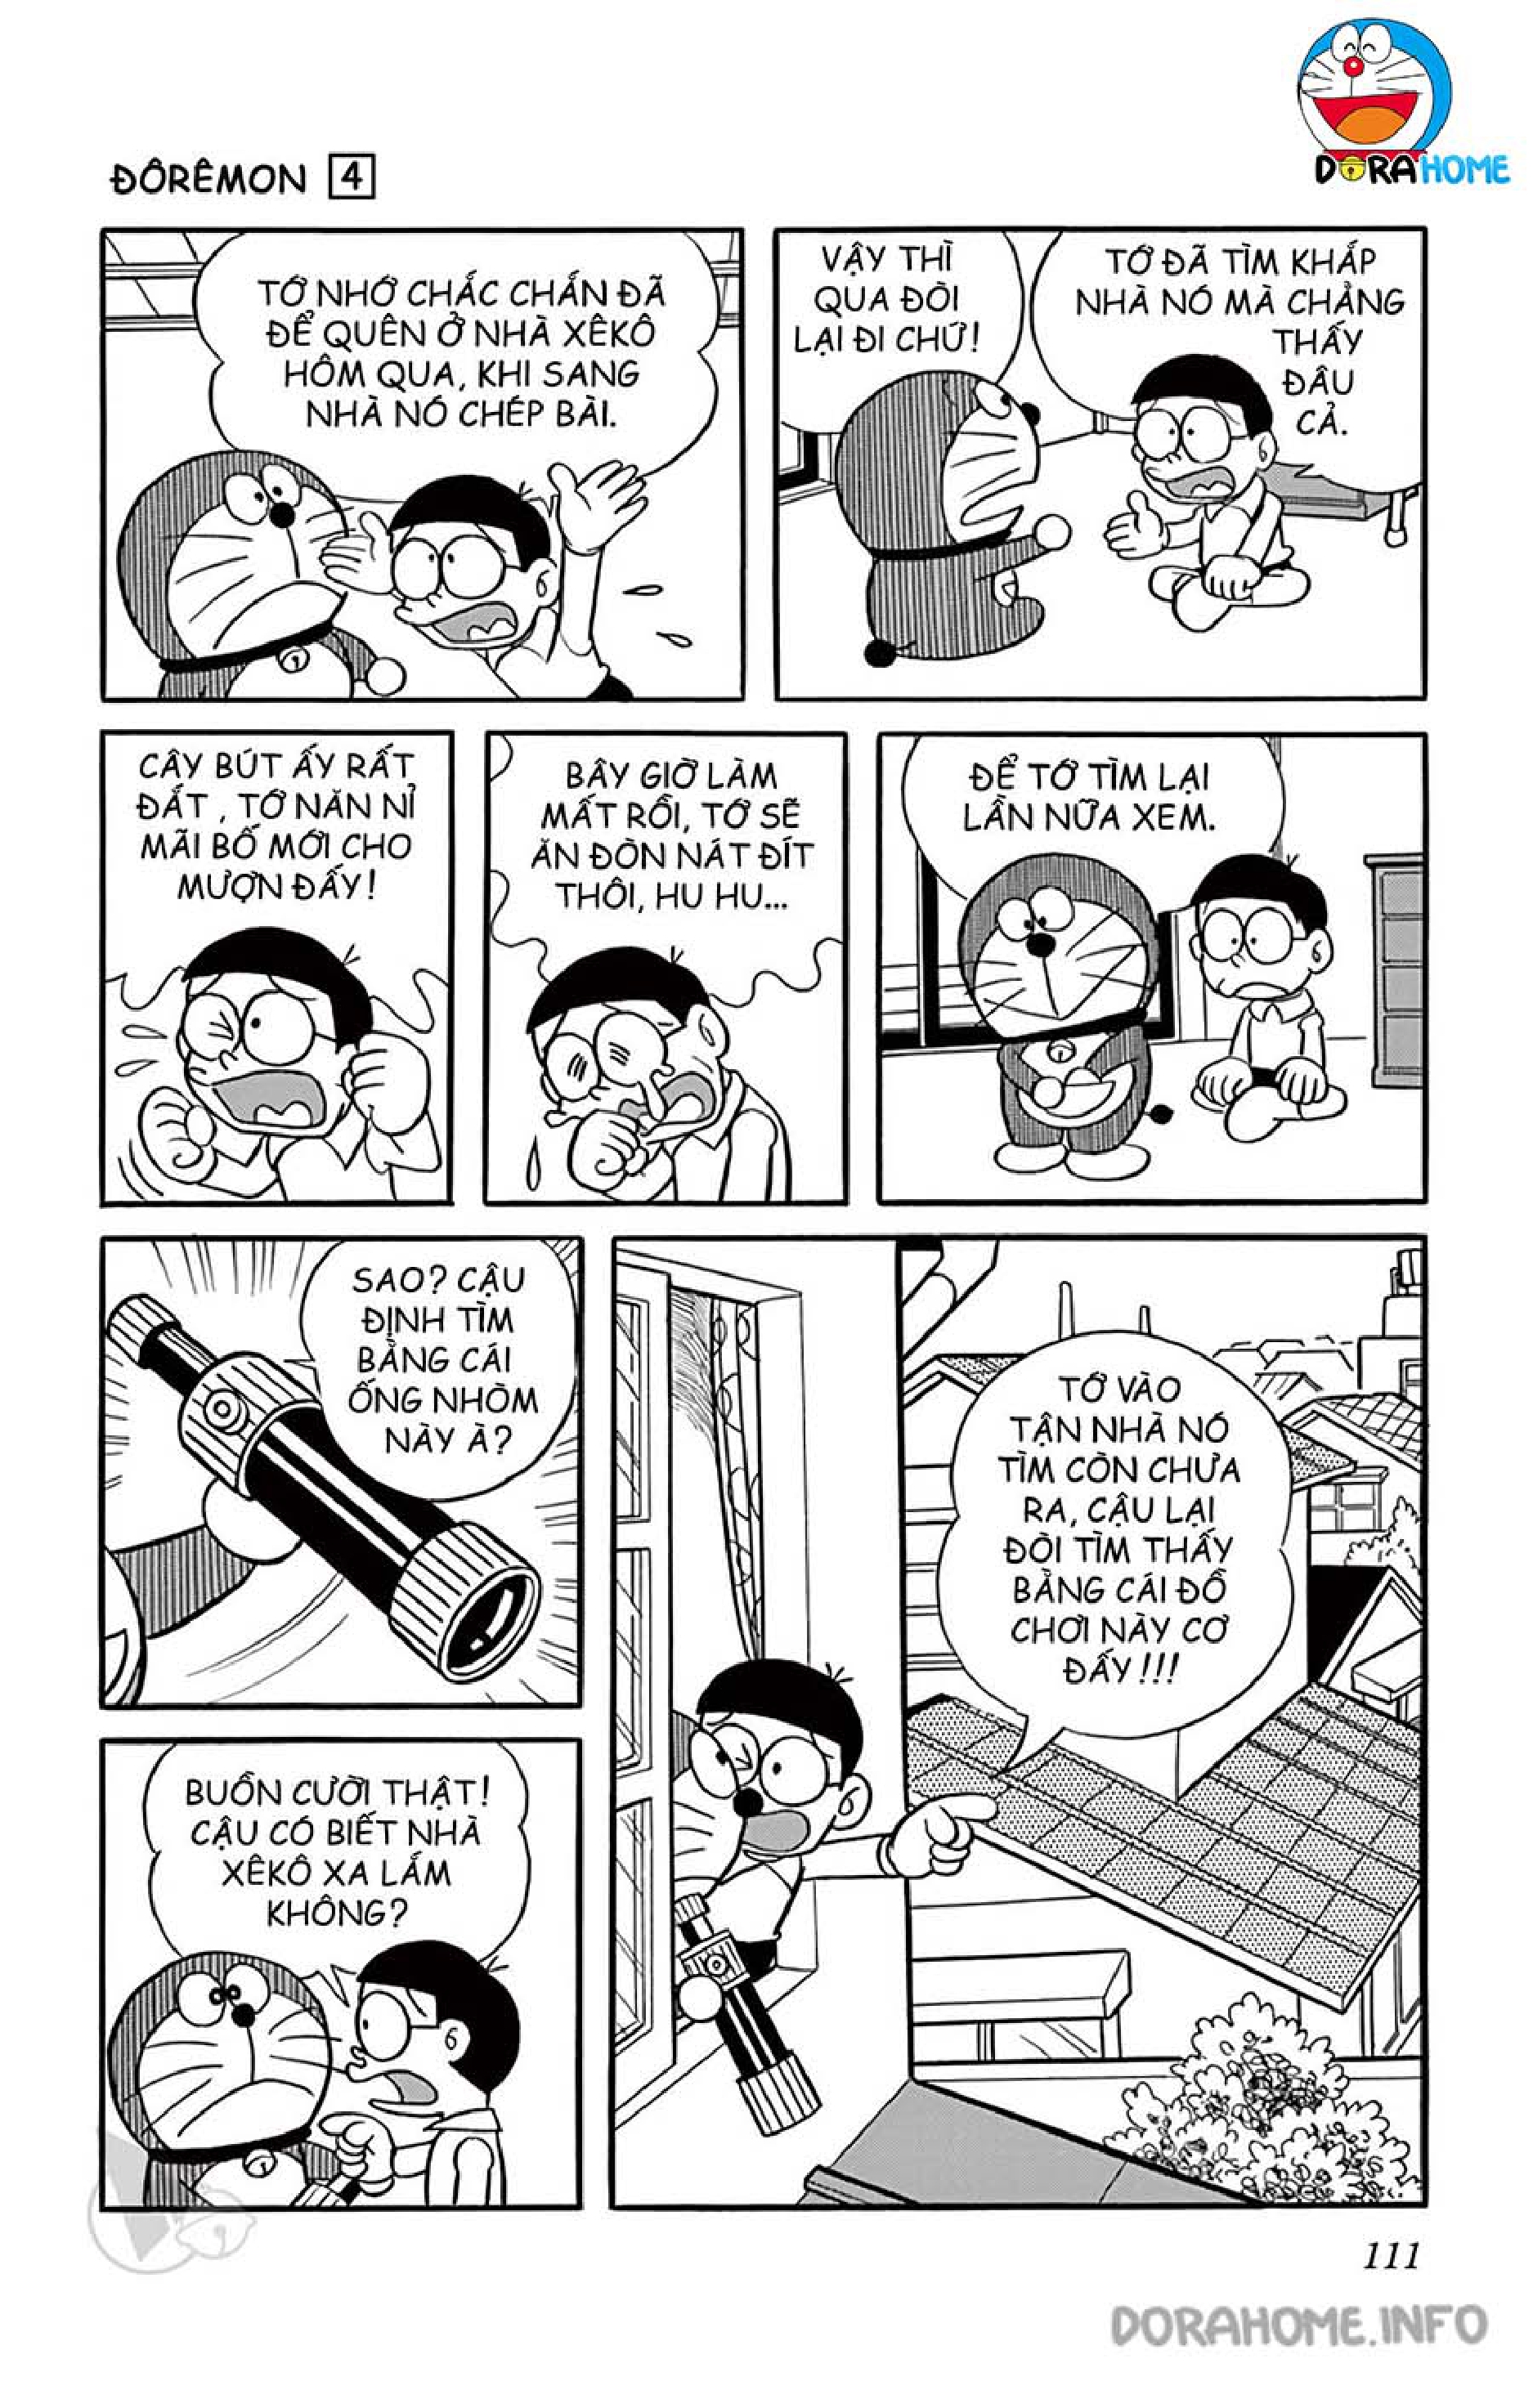 DORAHOME
ĐÔRÊMON 4
TỚ NHỚ CHẮC CHẮN ĐÃ
ĐỂ QUÊN Ở NHÀ XÊKÔ
HÔM QUA, KHI SANG
NHÀ NÓ CHÉP BÀI.
VẬY THÌ
QUA ĐÒI
LẠI ĐI CHỨ!
TỚ ĐÃ TÌM KHẮP
NHÀ NÓ MÀ CHẲNG
THẤY
ĐÂU
CẢ.
CÂY BÚT ẤY RẤT
ĐẮT , TỚ NĂN NỈ
MÃI BỐ MỚI CHO
MƯỢN ĐẤY!
BÂY GIỜ LÀM
MẤT RỒI, TỚ SẼ
ĂN ĐÒN NÁT ĐÍT
THÔI, HU HU...
ĐỂ TỚ TÌM LẠI
LẦN NỮA XEM.
SAO? CẬU
ĐỊNH TÌM
BẰNG CÁI
ỐNG NHÒM
NÀY À?
TỚ VÀO
TẬN NHÀ NÓ
TÌM CÒN CHƯA
RA, CẬU LẠI
ĐÒI TÌM THẤY
BẰNG CÁI ĐỒ
CHƠI NÀY CƠ
ĐẤY!!!
BUỒN CƯỜI THẬT!
CẬU CÓ BIẾT NHÀ
XÊKÔ XA LẮM
KHÔNG?
111
DORAHOME.INFO